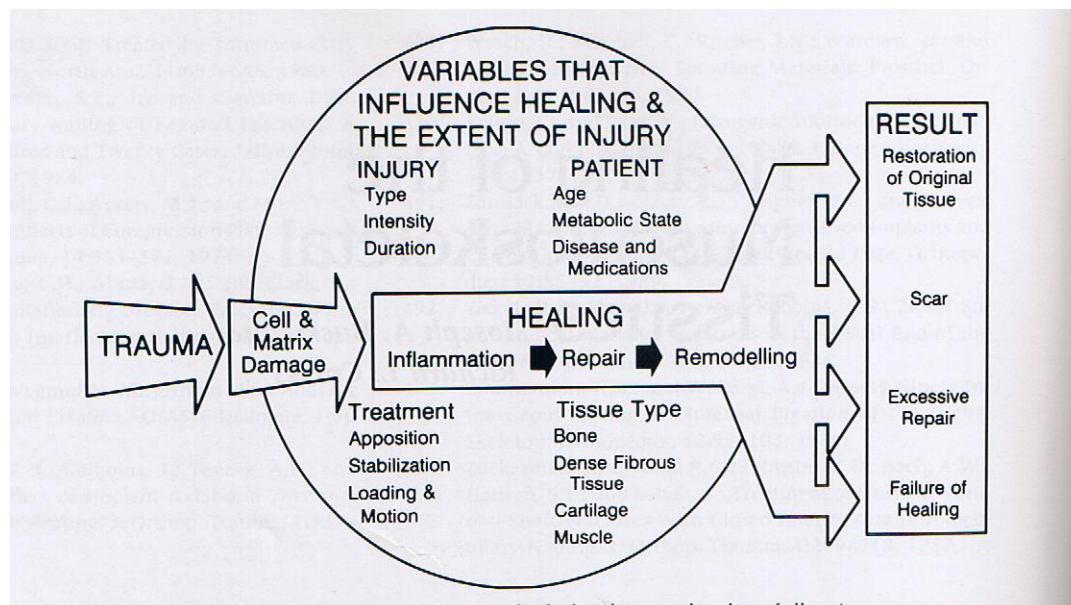 VARIABLES THAT
INFLUENCE HEALING &
THE EXTENT OF INJURY
INJURY
Type
Intensity
Duration
PATIENT
Age
Metabolic State
Disease and
Medications
TRAUMA
Cell &
Matrix
Damage
HEALING
Inflammation Repair Remodelling
Treatment
Apposition
Stabilization
Loading &
Motion
Tissue Type
Bone
Dense Fibrous
Tissue
Cartilage
Muscle
RESULT
Restoration
of Original
Tissue
Scar
Excessive
Repair
Failure of
Healing